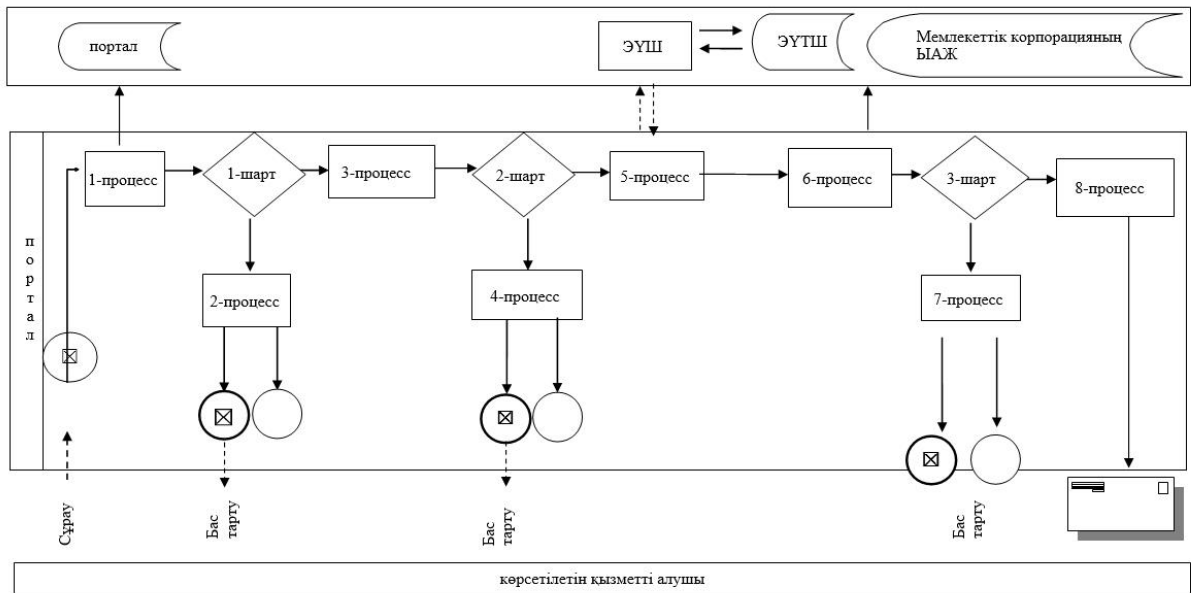 портал
ЭҮШ
ЭҮТШ
Мемлекеттік корпорацияның
ЫАЖ
1-процесс
1-шарт
3-процесс
2-шарт
5-процесс
6-процесс
3-шарт
8-процесс
портал
2-процесс
4-процесс
7-процесс
Сұрау
Бас
тарту
Бас
тарту
Бас
тарту
көрсетілетін қызметті алушы